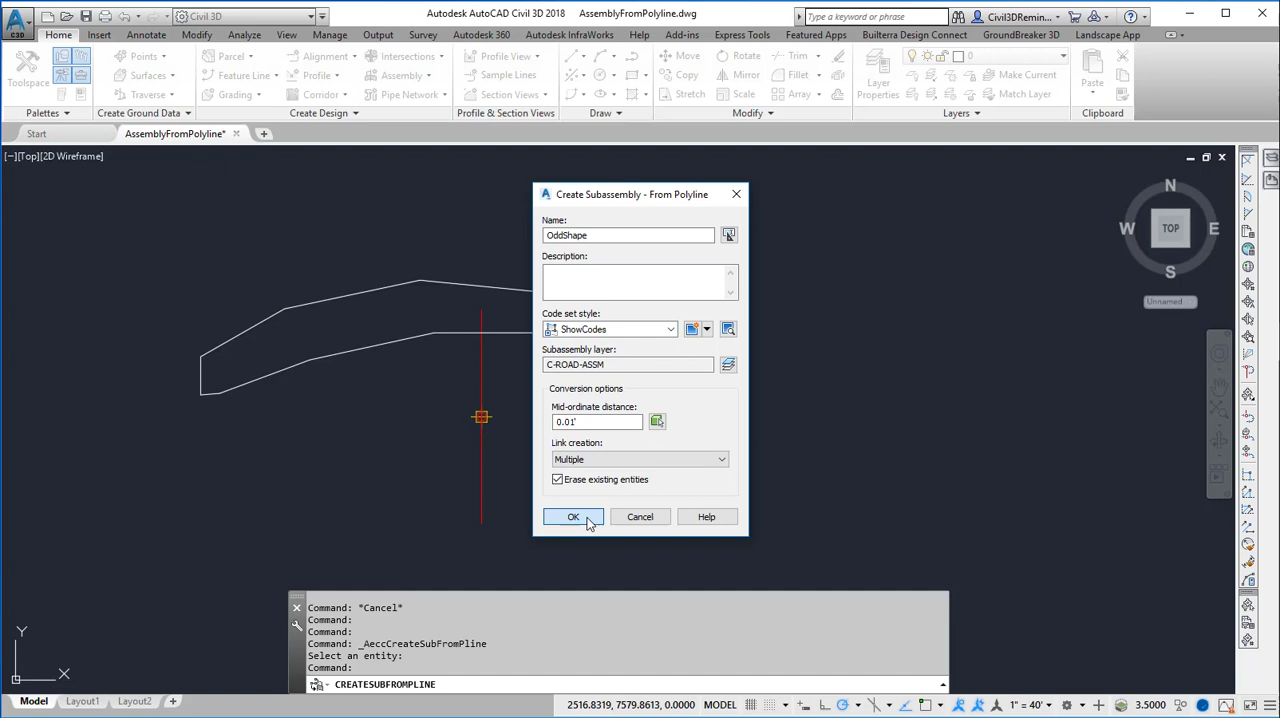 C3D
Civil 3D
Autodesk AutoCAD Civil 3D 2018 AssemblyFromPolyline.dwg
Type a keyword or phrase
Civil3DRemin...
Home Insert Annotate Modify Analyze View Manage Output Survey Autodesk 360 Autodesk InfraWorks Help Add-ins Express Tools Featured Apps Builterra Design Connect GroundBreaker 3D Landscape App
Toolspace
Points
Surfaces
Traverse
Parcel
Feature Line
Grading
Alignment
Profile
Corridor
Intersections
Assembly
Network
Profile View
Sample Lines
Section Views
Move
Copy
Stretch
Rotate
Mirror
Scale
Trim
Fillet
Array
Layer
Properties
0
Make Current
Match Layer
Paste
Palettes
Create Ground Data
Create Design
Profile & Section Views
Draw
Modify
Layers
Clipboard
Start
AssemblyFromPolyline*
[−][Top][2D Wireframe]
N
W
TOP
E
S
Unnamed
Create Subassembly - From Polyline
Name:
OddShape
Description:
Code set style:
ShowCodes
Subassembly layer:
C-ROAD-ASSM
Conversion options
Mid-ordinate distance:
0.01'
Link creation:
Multiple
Erase existing entities
OK
Cancel
Help
Command: *Cancel*
Command:
Command:
Command: _AeccCreateSubFromPline
Select an entity:
Command:
CREATESUBFROMPLINE
Y
X
Model Layout1 Layout2
2516.8319, 7579.8613, 0.0000 MODEL
1" = 40'
3.5000